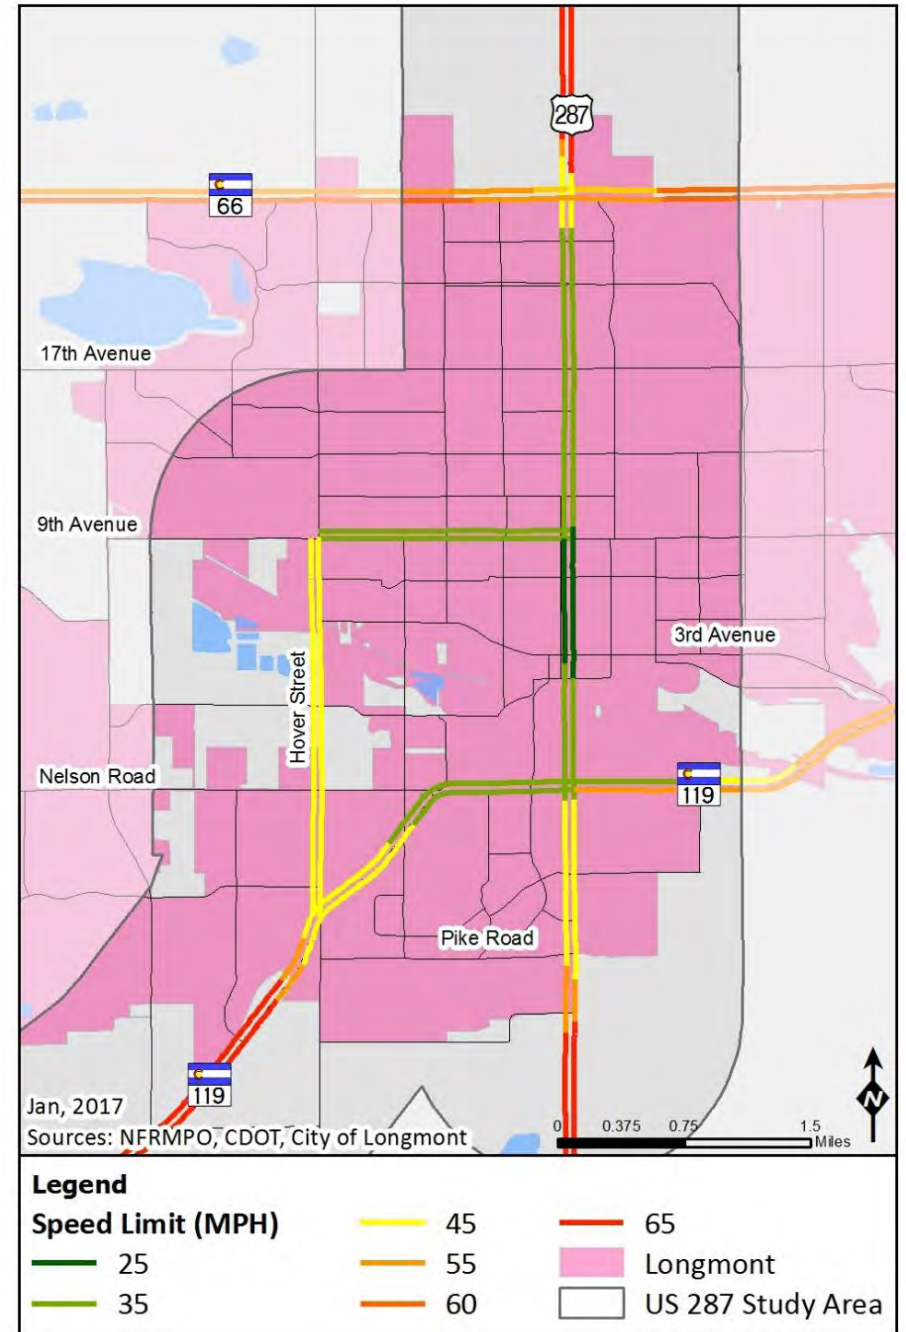 287
66
17th Avenue
9th Avenue
3rd Avenue
Hover Street
Nelson Road
119
Pike Road
119
Jan, 2017
Sources: NFRMPO, CDOT, City of Longmont
N
0 0.375 0.75 1.5
Miles
Legend
Speed Limit (MPH)
25
35
45
55
60
65
Longmont
US 287 Study Area